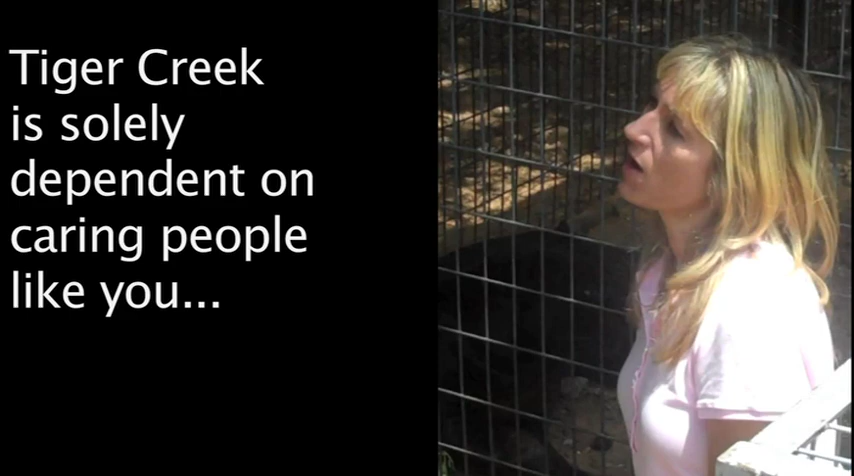 Tiger Creek
is solely
dependent on
caring people
like you...